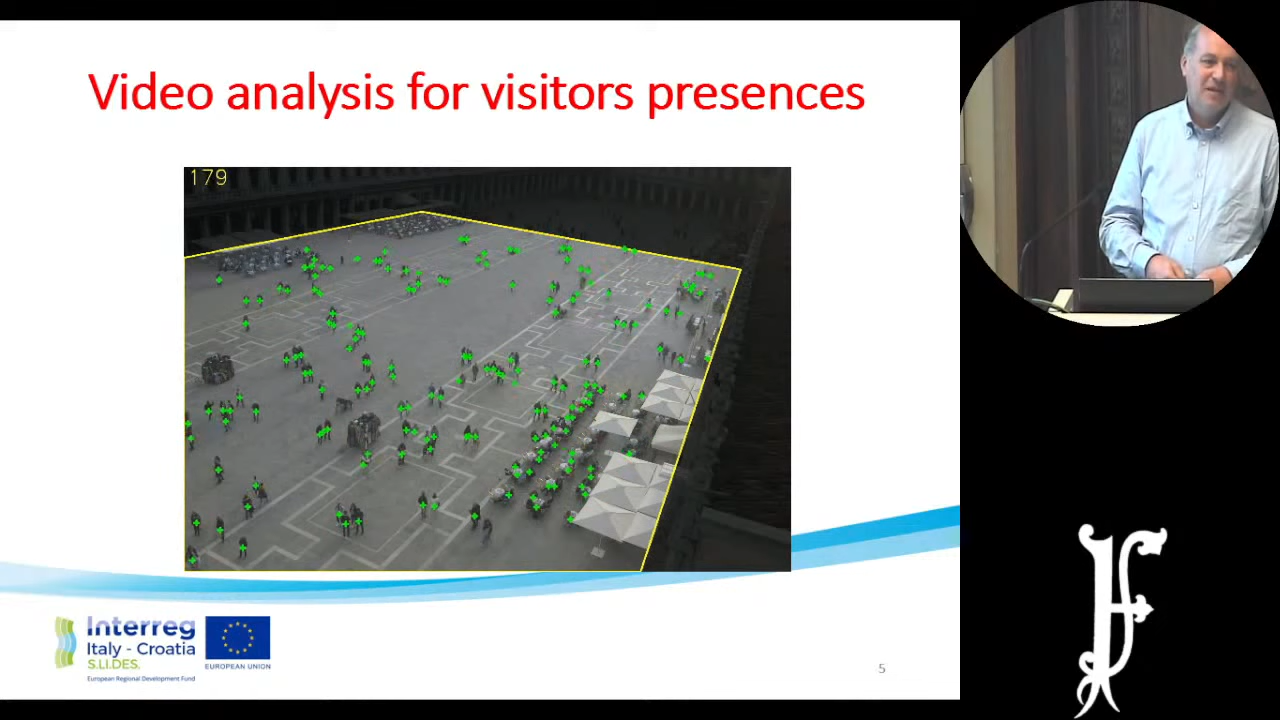 Video analysis for visitors presences
179
Interreg
Italy - Croatia
S.LI.DES.
European Regional Development Fund
EUROPEAN UNION
5